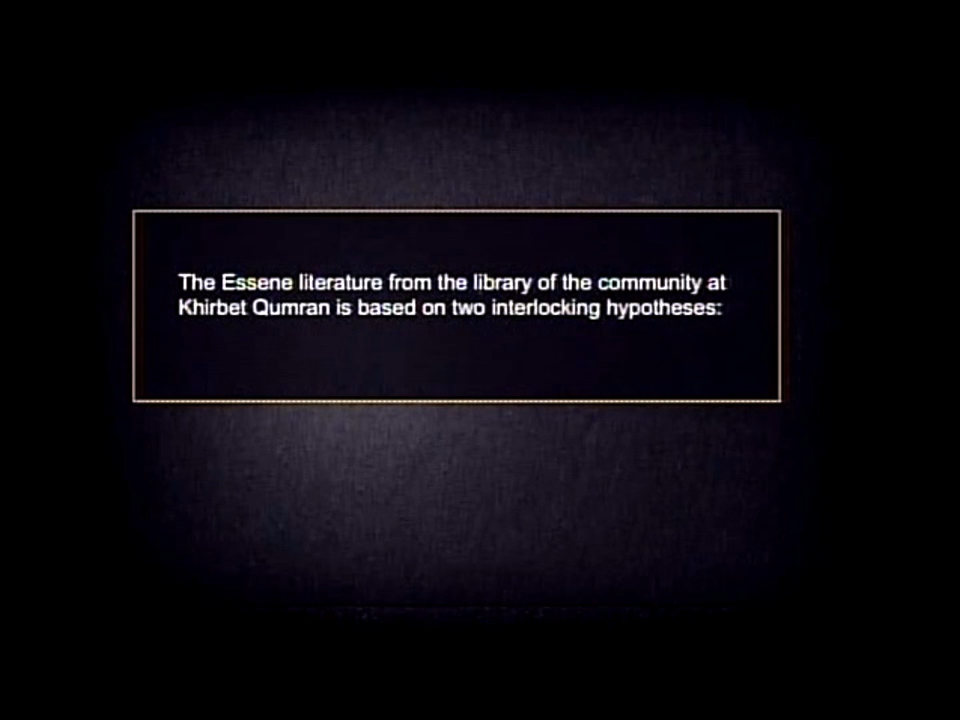 The Essene literature from the library of the community at
Khirbet Qumran is based on two interlocking hypotheses: